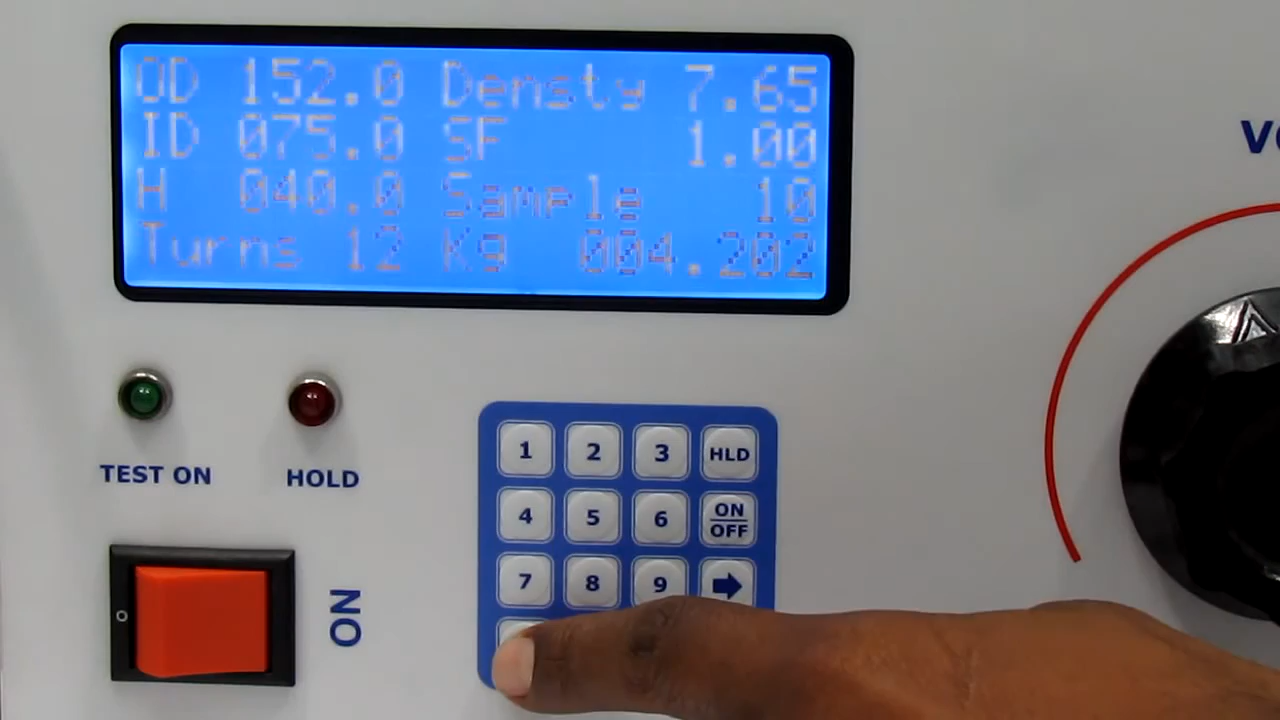 OD 152.0 Densty 7.65
ID 075.0 SF 1.00
H 040.0 Sample 10
Turns 12 Kg 004.202
TEST ON
HOLD
O
ON
1 2 3 HLD
4 5 6 ON
OFF
7 8 9